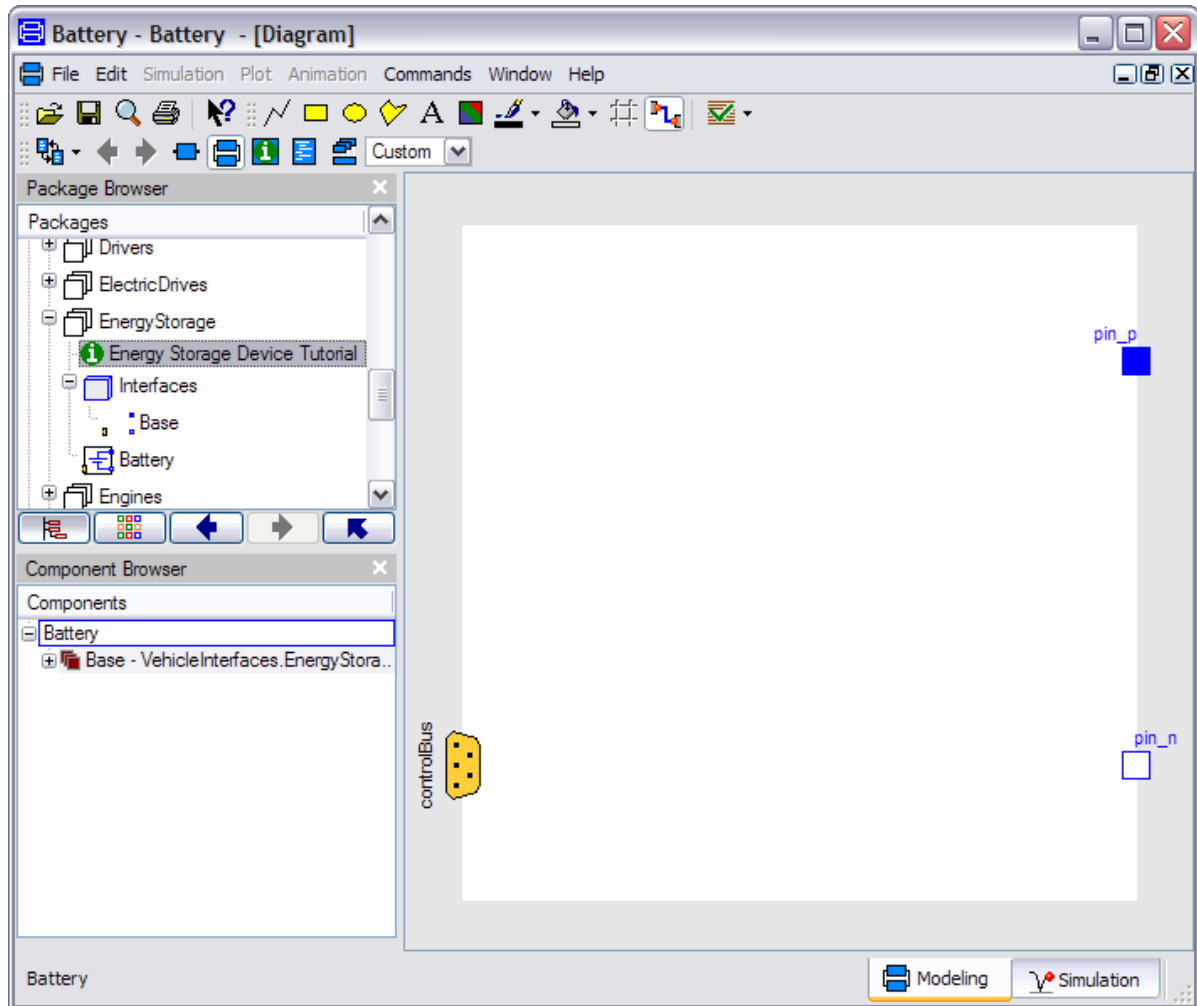 Battery - Battery - [Diagram]
File Edit Simulation Plot Animation Commands Window Help
A
Custom
Package Browser
Packages
Drivers
ElectricDrives
EnergyStorage
Energy Storage Device Tutorial
Interfaces
Base
Battery
Engines
Component Browser
Components
Battery
Base - VehicleInterfaces.EnergyStora..
pin_p
controlBus
pin_n
Battery
Modeling
Simulation